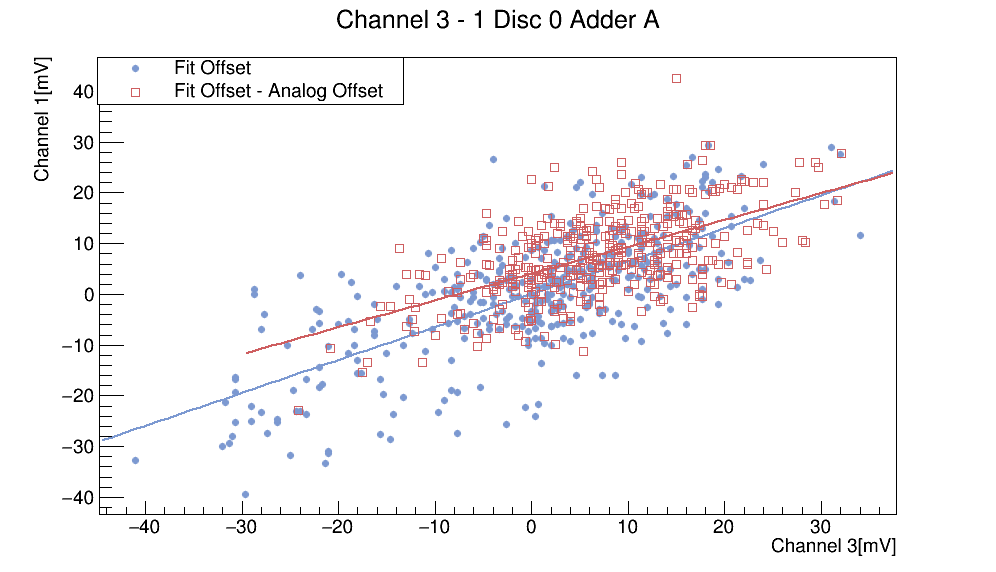 Channel 3 - 1 Disc 0 Adder A
Channel 1[mV]
Fit Offset
Fit Offset - Analog Offset
40
30
20
10
0
−10
−20
−30
−40
−40 −30 −20 −10 0 10 20 30
Channel 3[mV]